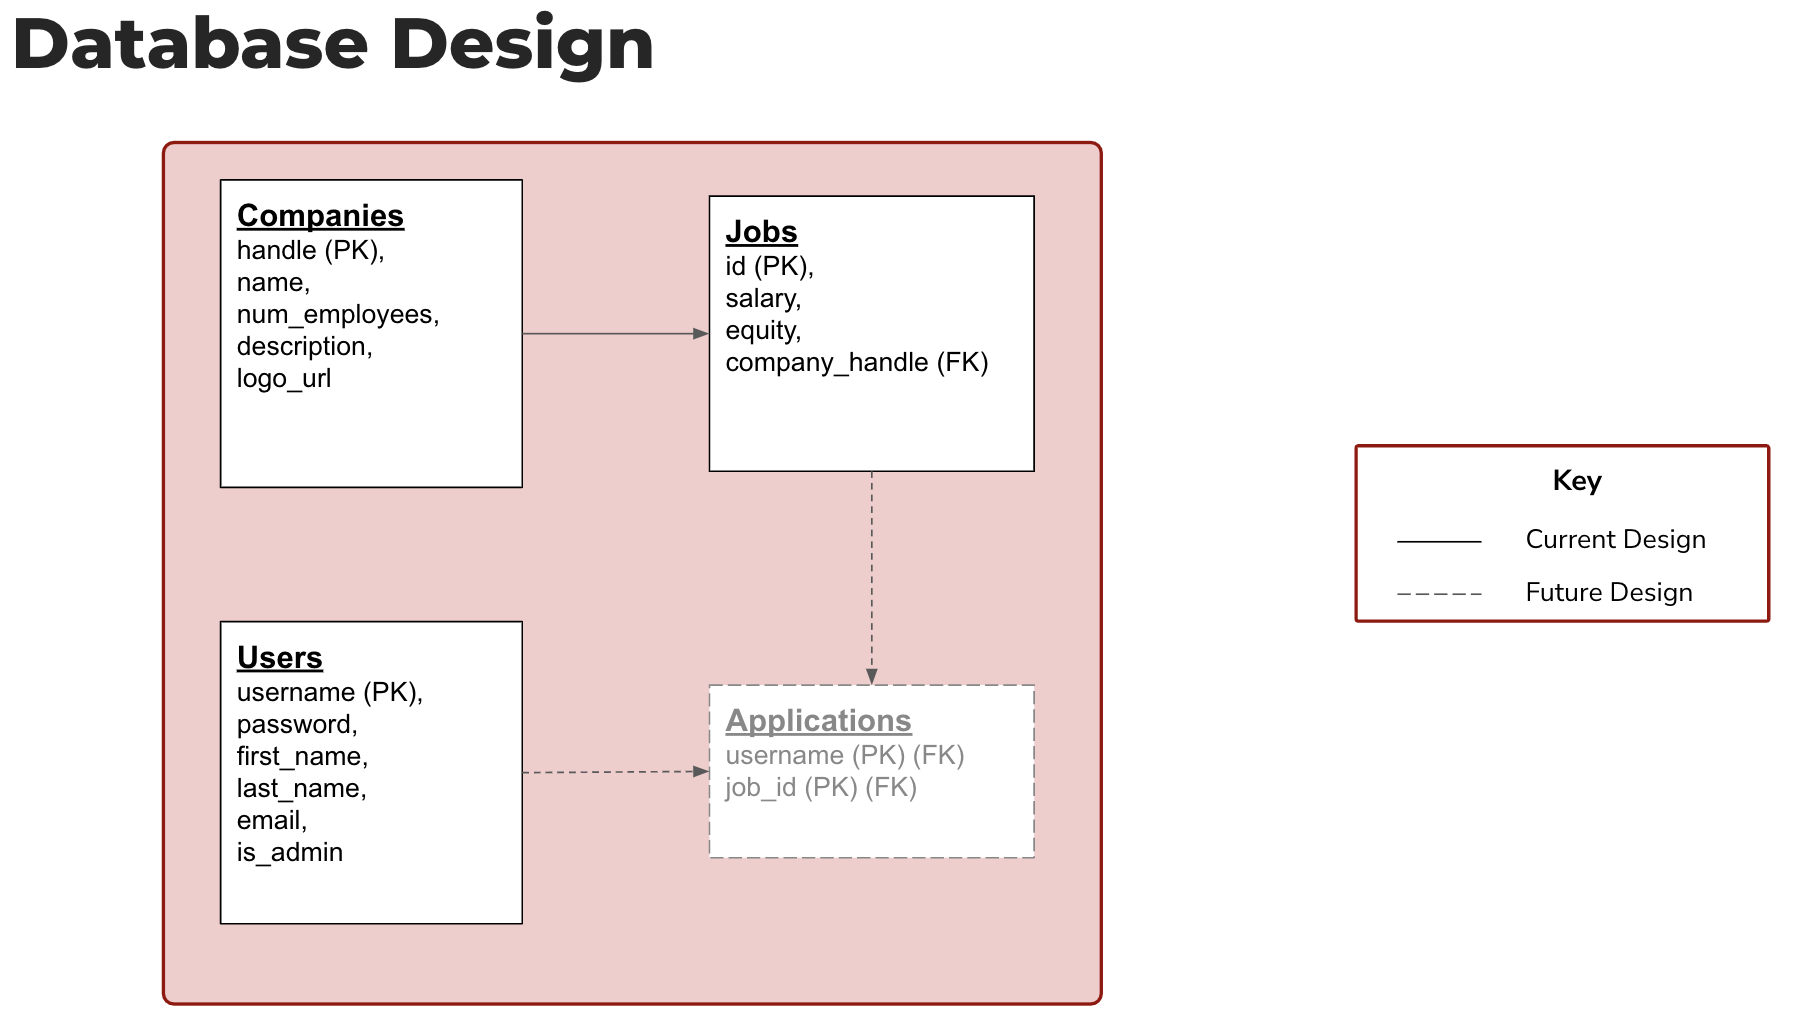 Database Design
Companies
handle (PK),
name,
num_employees,
description,
logo_url
Jobs
id (PK),
salary,
equity,
company_handle (FK)
Key
Current Design
Future Design
Users
username (PK),
password,
first_name,
last_name,
email,
is_admin
Applications
username (PK) (FK)
job_id (PK) (FK)